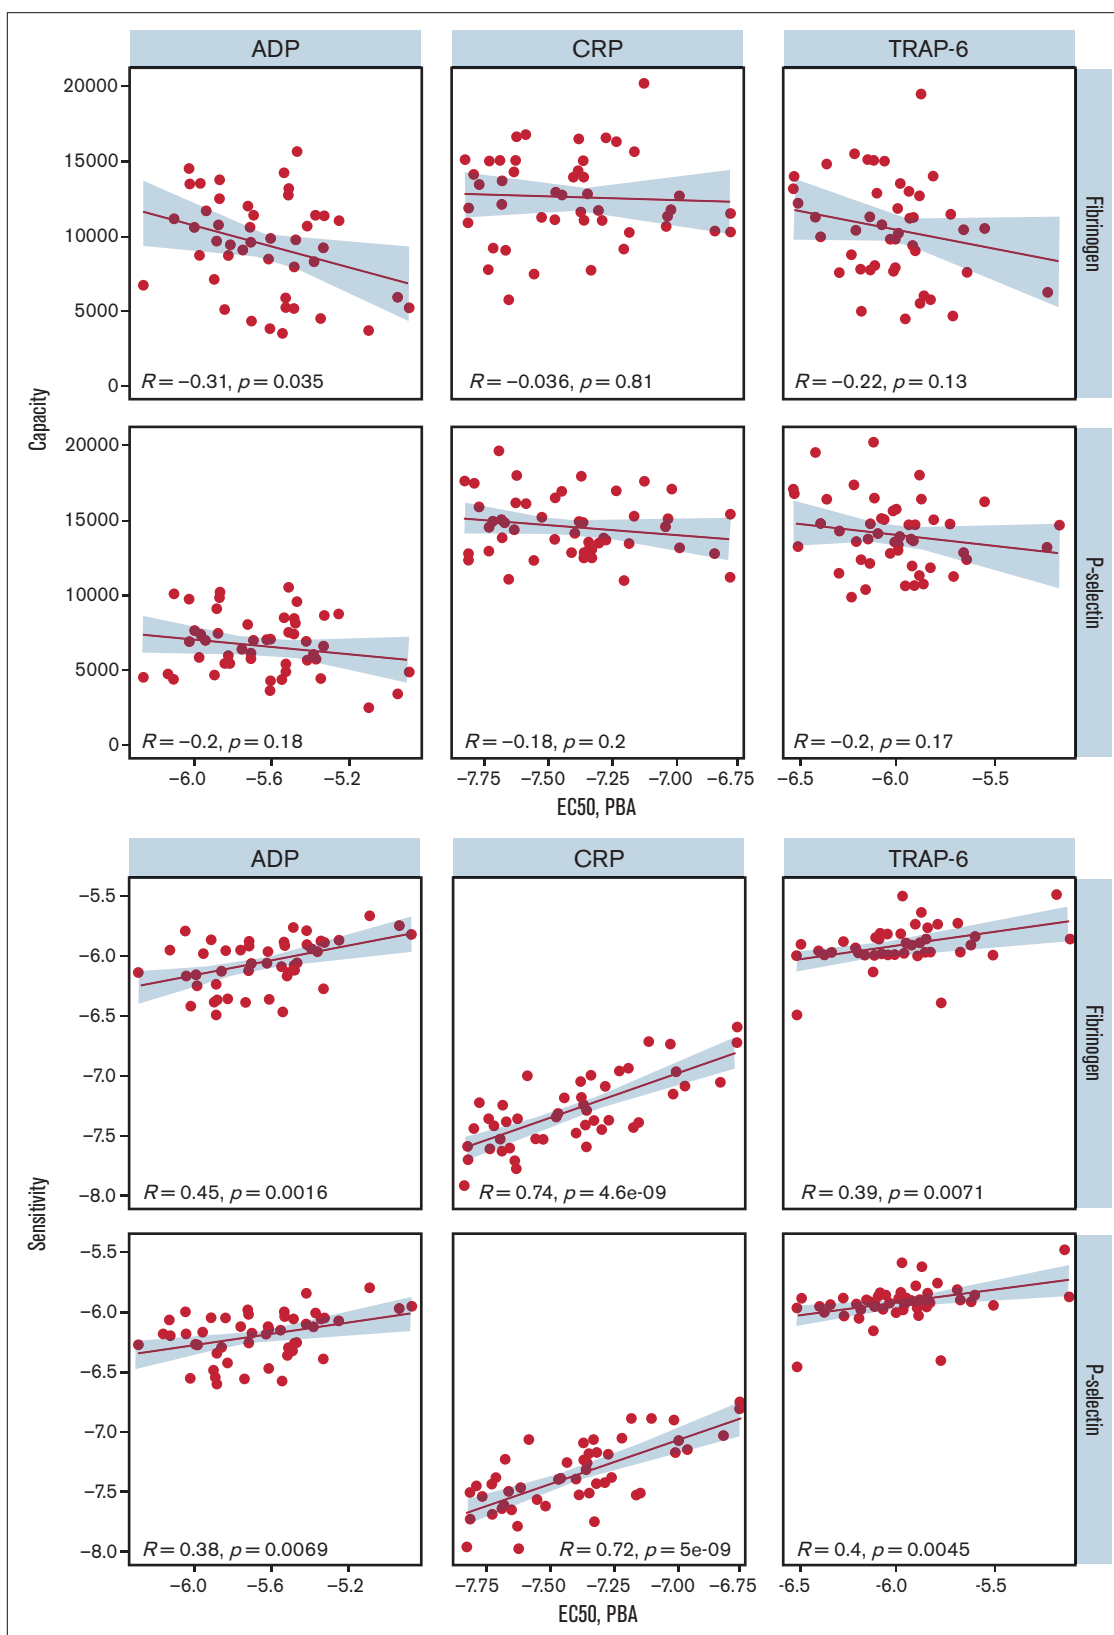 ADP CRP TRAP-6
20000
15000
10000
5000
0
R = −0.31, p = 0.035
R = −0.036, p = 0.81
R = −0.22, p = 0.13
Fibrinogen
Capacity
20000
15000
10000
5000
0
R = −0.2, p = 0.18
R = −0.18, p = 0.2
R = −0.2, p = 0.17
P-selectin
−6.0 −5.6 −5.2
−7.75 −7.50 −7.25 −7.00 −6.75
−6.5 −6.0 −5.5
EC50, PBA
ADP CRP TRAP-6
−5.5
−6.0
−6.5
−7.0
−7.5
−8.0
R = 0.45, p = 0.0016
R = 0.74, p = 4.6e-09
R = 0.39, p = 0.0071
Fibrinogen
Sensitivity
−5.5
−6.0
−6.5
−7.0
−7.5
−8.0
R = 0.38, p = 0.0069
R = 0.72, p = 5e-09
R = 0.4, p = 0.0045
P-selectin
−6.0 −5.6 −5.2
−7.75 −7.50 −7.25 −7.00 −6.75
−6.5 −6.0 −5.5
EC50, PBA